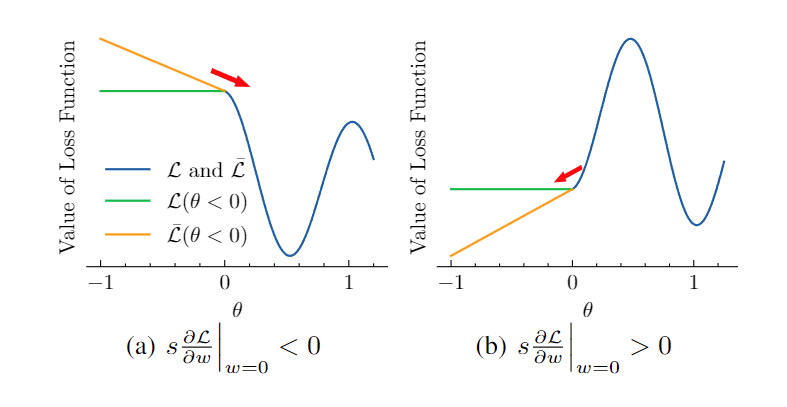 Value of Loss Function
ℒ and ℒ̄
ℒ(θ < 0)
ℒ̄(θ < 0)
−1 0 1
θ
(a) s ∂ℒ/∂w |w=0 < 0
Value of Loss Function
−1 0 1
θ
(b) s ∂ℒ/∂w |w=0 > 0